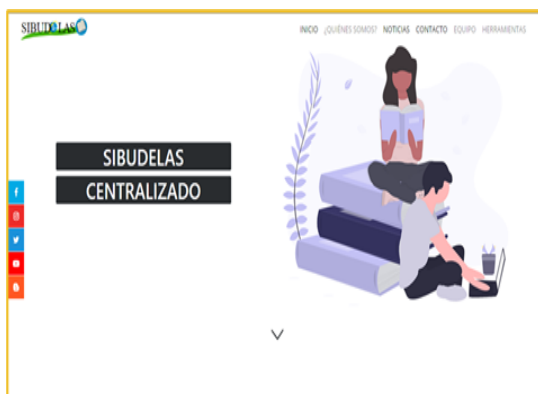 SIBUDELAS
INICIO ¿QUIÉNES SOMOS? NOTICIAS CONTACTO EQUIPO HERRAMIENTAS
SIBUDELAS
CENTRALIZADO